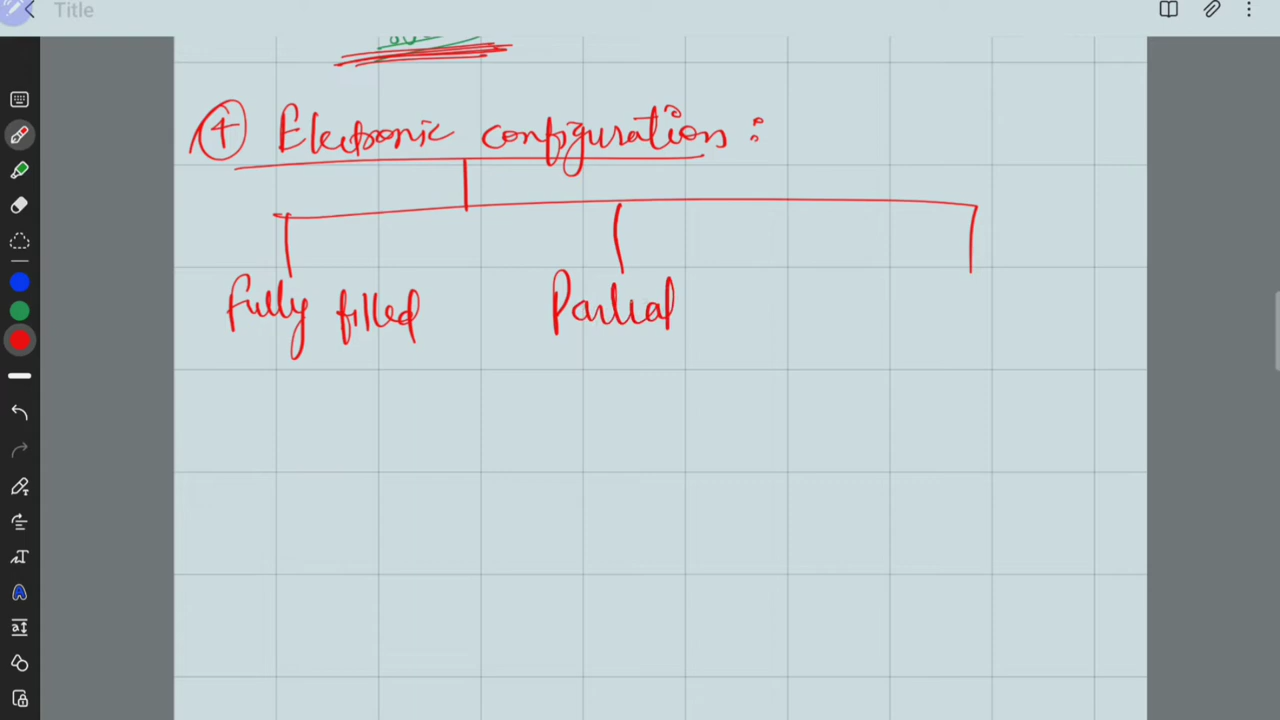 Title
④ Electronic configuration :
Fully filled
Partial